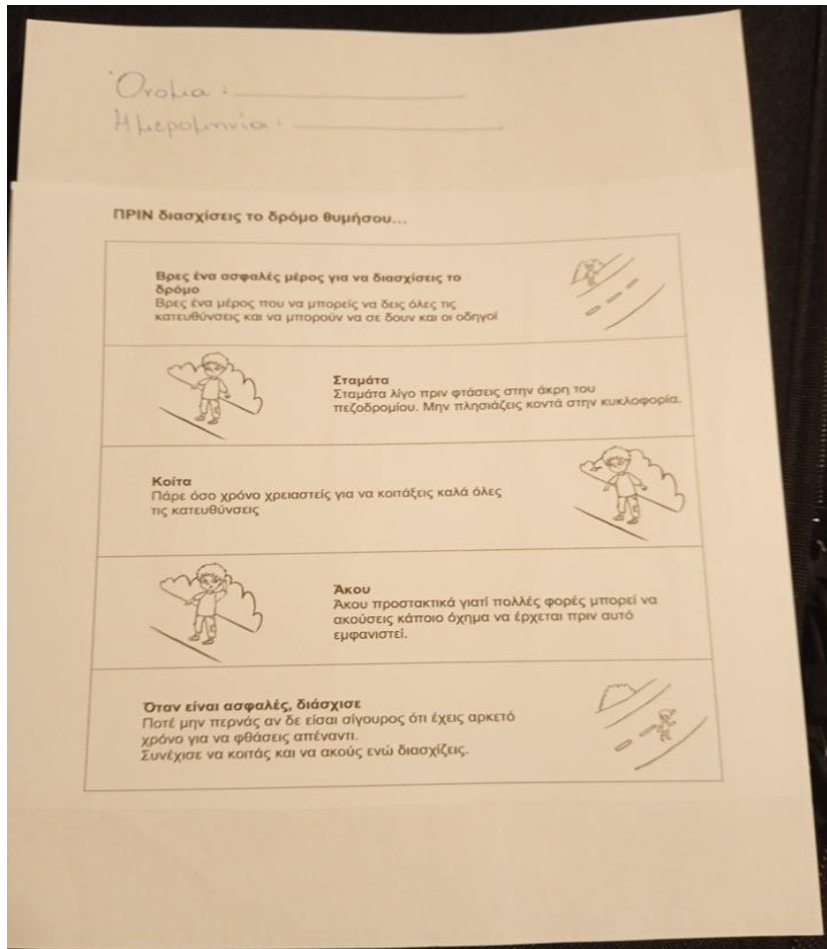 Όνομα :
Ημερομηνία :
ΠΡΙΝ διασχίσεις το δρόμο θυμήσου...
Βρες ένα ασφαλές μέρος για να διασχίσεις το
δρόμο
Βρες ένα μέρος που να μπορείς να δεις όλες τις
κατευθύνσεις και να μπορούν να σε δουν και οι οδηγοί
Σταμάτα
Σταμάτα λίγο πριν φτάσεις στην άκρη του
πεζοδρομίου. Μην πλησιάζεις κοντά στην κυκλοφορία.
Κοίτα
Πάρε όσο χρόνο χρειαστείς για να κοιτάξεις καλά όλες
τις κατευθύνσεις
Άκου
Άκου προστακτικά γιατί πολλές φορές μπορεί να
ακούσεις κάποιο όχημα να έρχεται πριν αυτό
εμφανιστεί.
Όταν είναι ασφαλές, διάσχισε
Ποτέ μην περνάς αν δε είσαι σίγουρος ότι έχεις αρκετό
χρόνο για να φθάσεις απέναντι.
Συνέχισε να κοιτάς και να ακούς ενώ διασχίζεις.